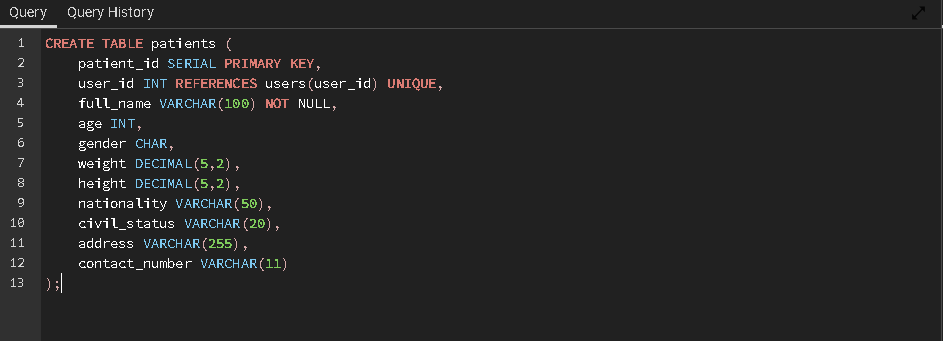 Query Query History
1 CREATE TABLE patients (
2 patient_id SERIAL PRIMARY KEY,
3 user_id INT REFERENCES users(user_id) UNIQUE,
4 full_name VARCHAR(100) NOT NULL,
5 age INT,
6 gender CHAR,
7 weight DECIMAL(5,2),
8 height DECIMAL(5,2),
9 nationality VARCHAR(50),
10 civil_status VARCHAR(20),
11 address VARCHAR(255),
12 contact_number VARCHAR(11)
13 );